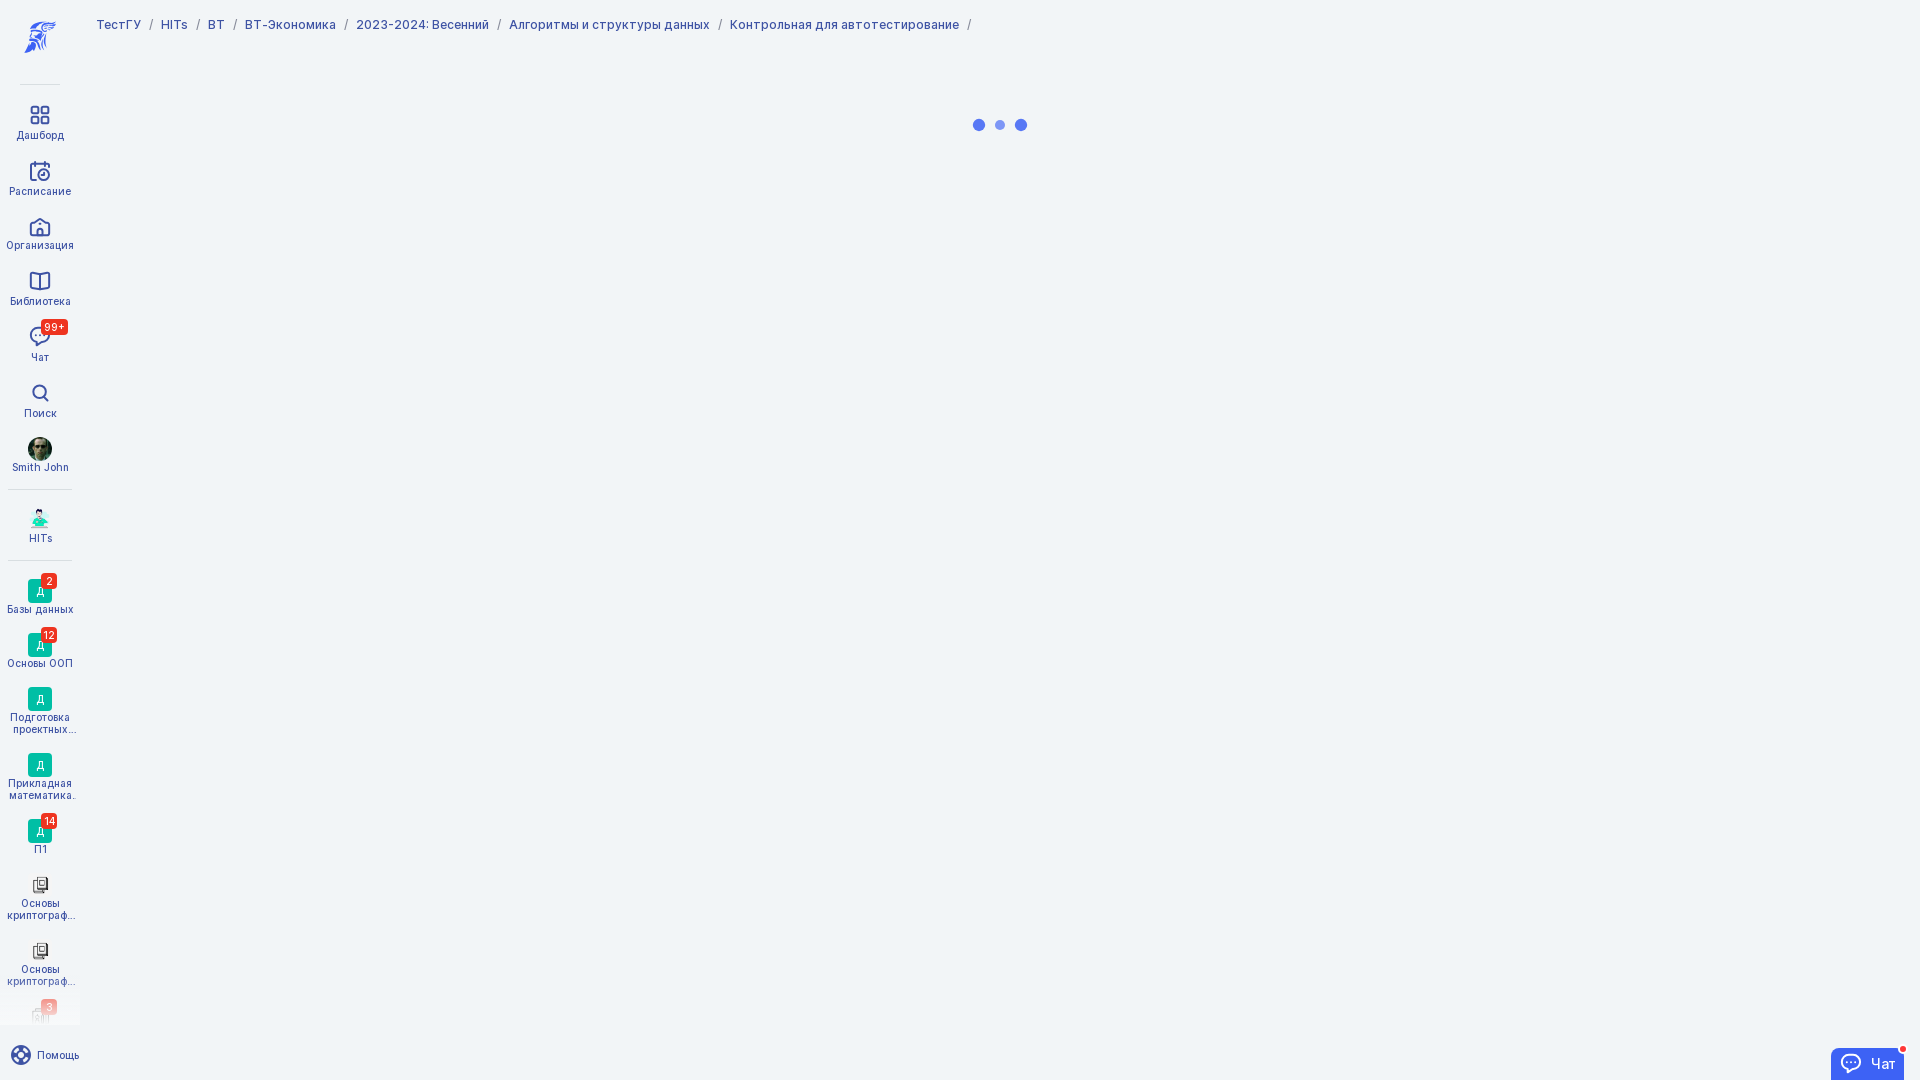 ТестГУ / HITs / ВТ / ВТ-Экономика / 2023-2024: Весенний / Алгоритмы и структуры данных / Контрольная для автотестирование /
Дашборд
Расписание
Организация
Библиотека
99+
Чат
Поиск
Smith John
HITs
2
Д
Базы данных
12
Д
Основы ООП
Д
Подготовка
проектных...
Д
Прикладная
математика.
14
Д
П1
Основы
криптограф...
Основы
криптограф...
3
Помощь
Чат